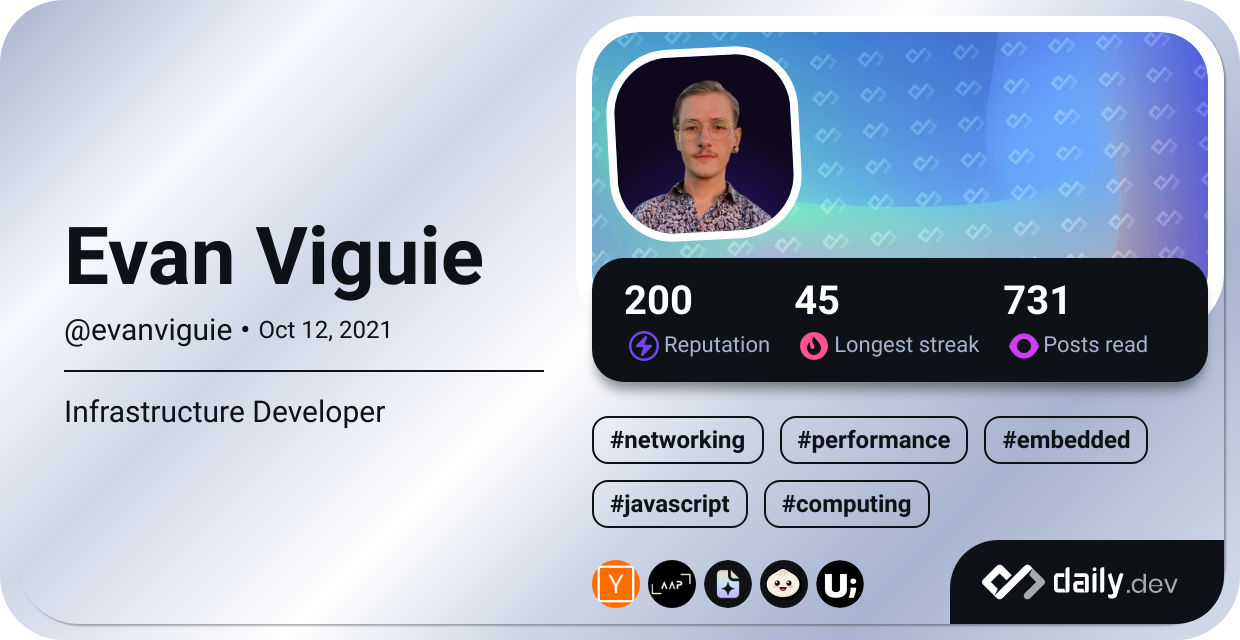 Evan Viguie
@evanviguie • Oct 12, 2021
Infrastructure Developer
200 45 731
Reputation Longest streak Posts read
#networking #performance #embedded
#javascript #computing
Y AAP U;
daily.dev